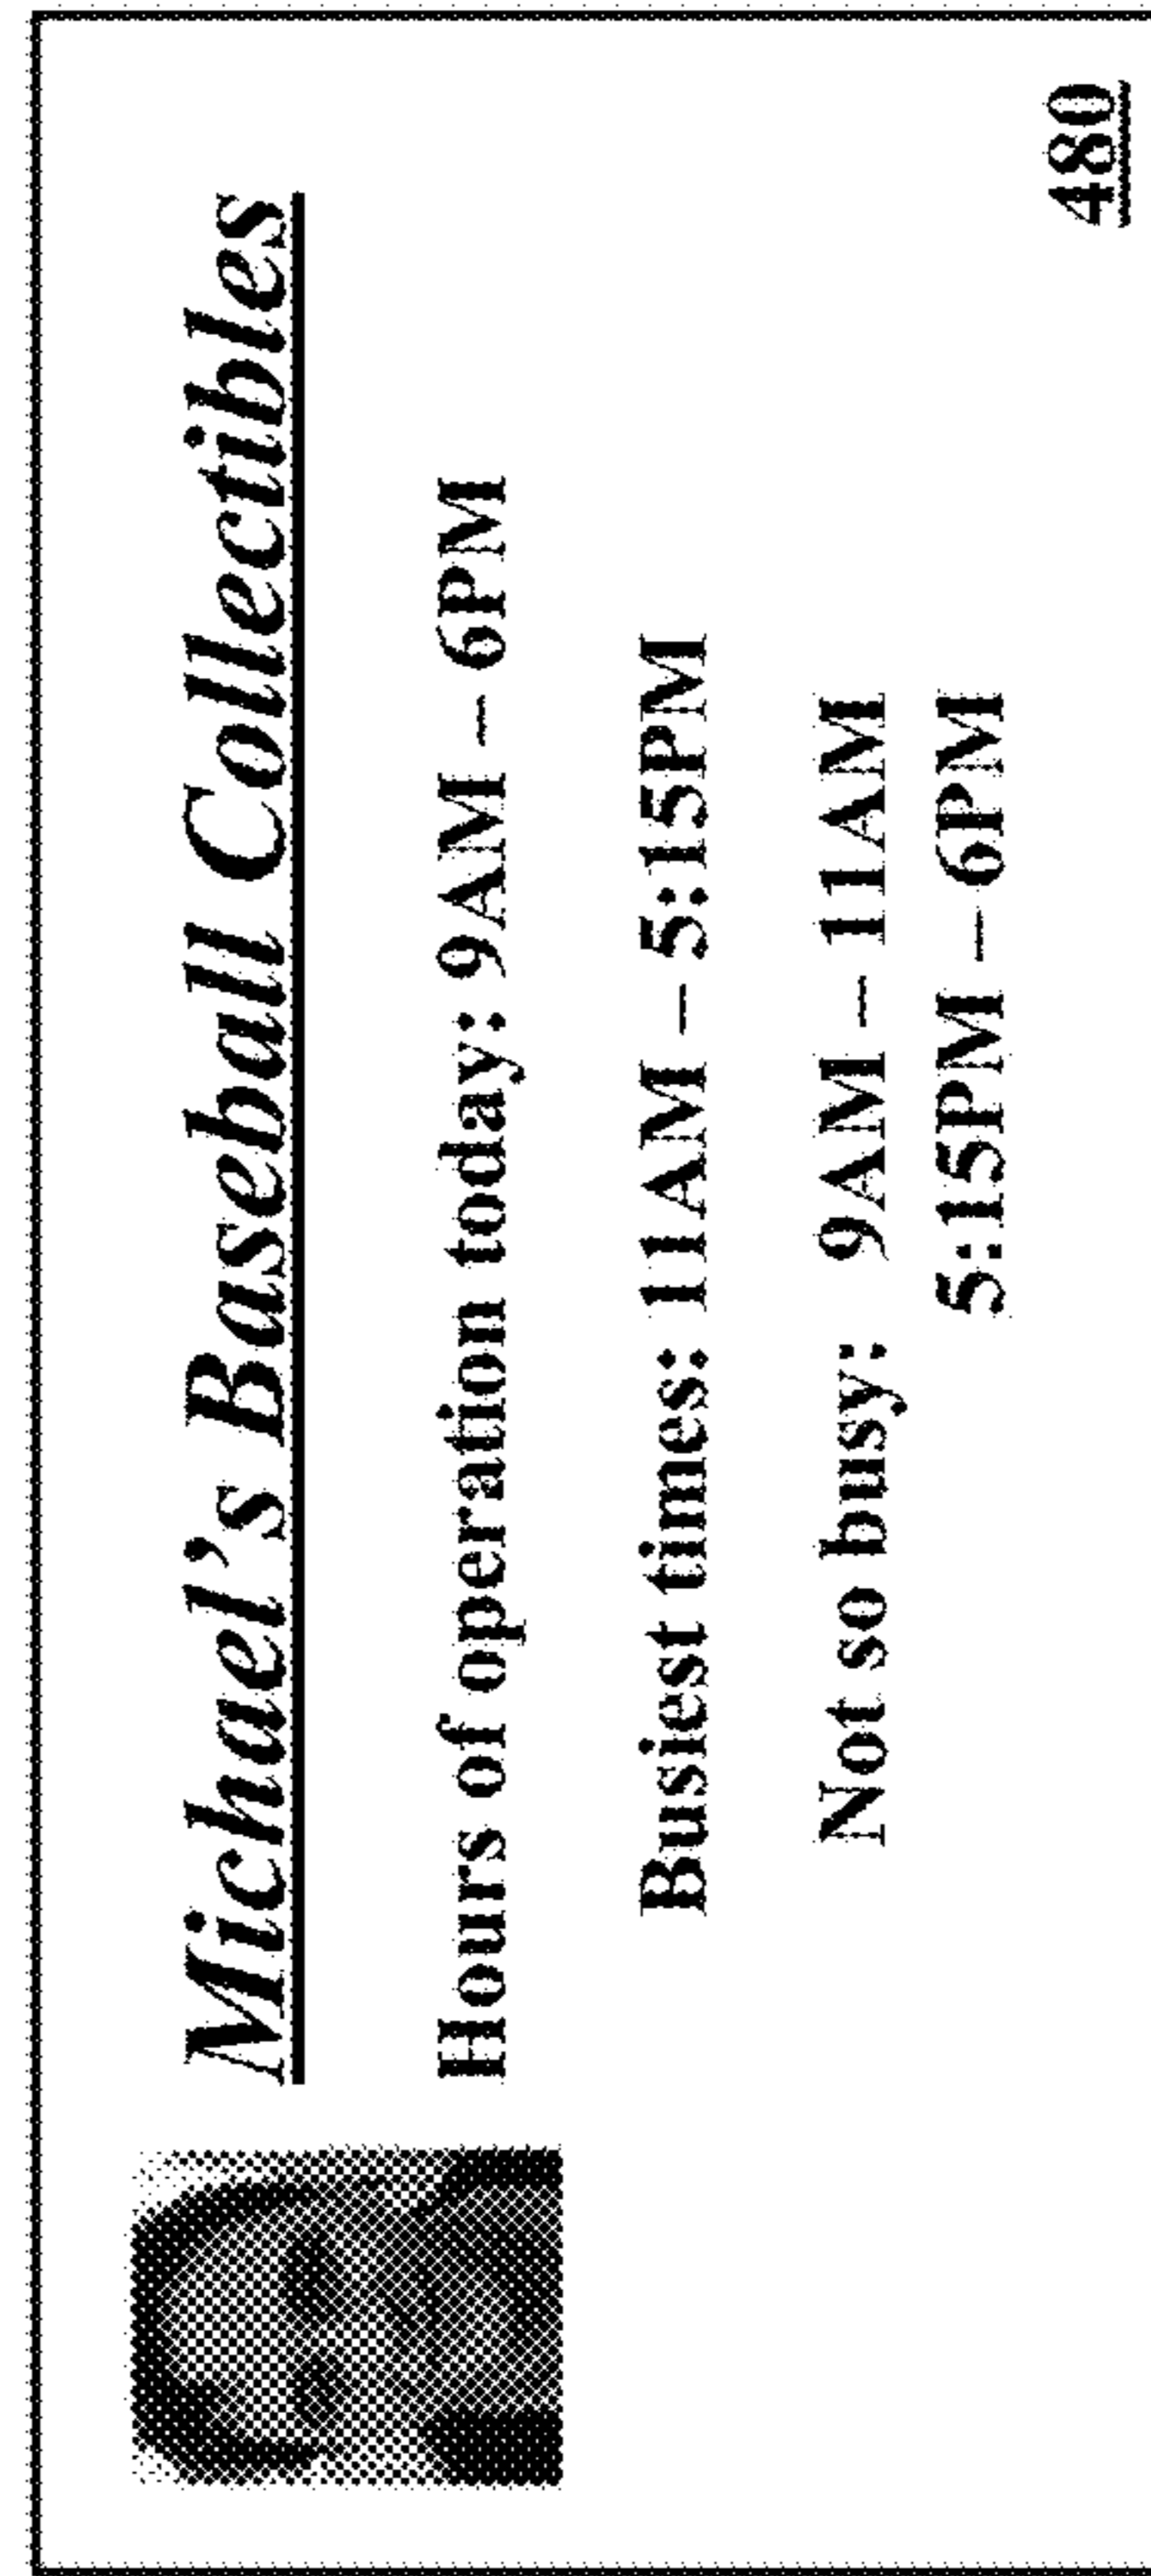 Michael's Baseball Collectibles
Hours of operation today: 9AM – 6PM
Busiest times: 11AM – 5:15PM
Not so busy: 9AM – 11AM
5:15PM – 6PM
480